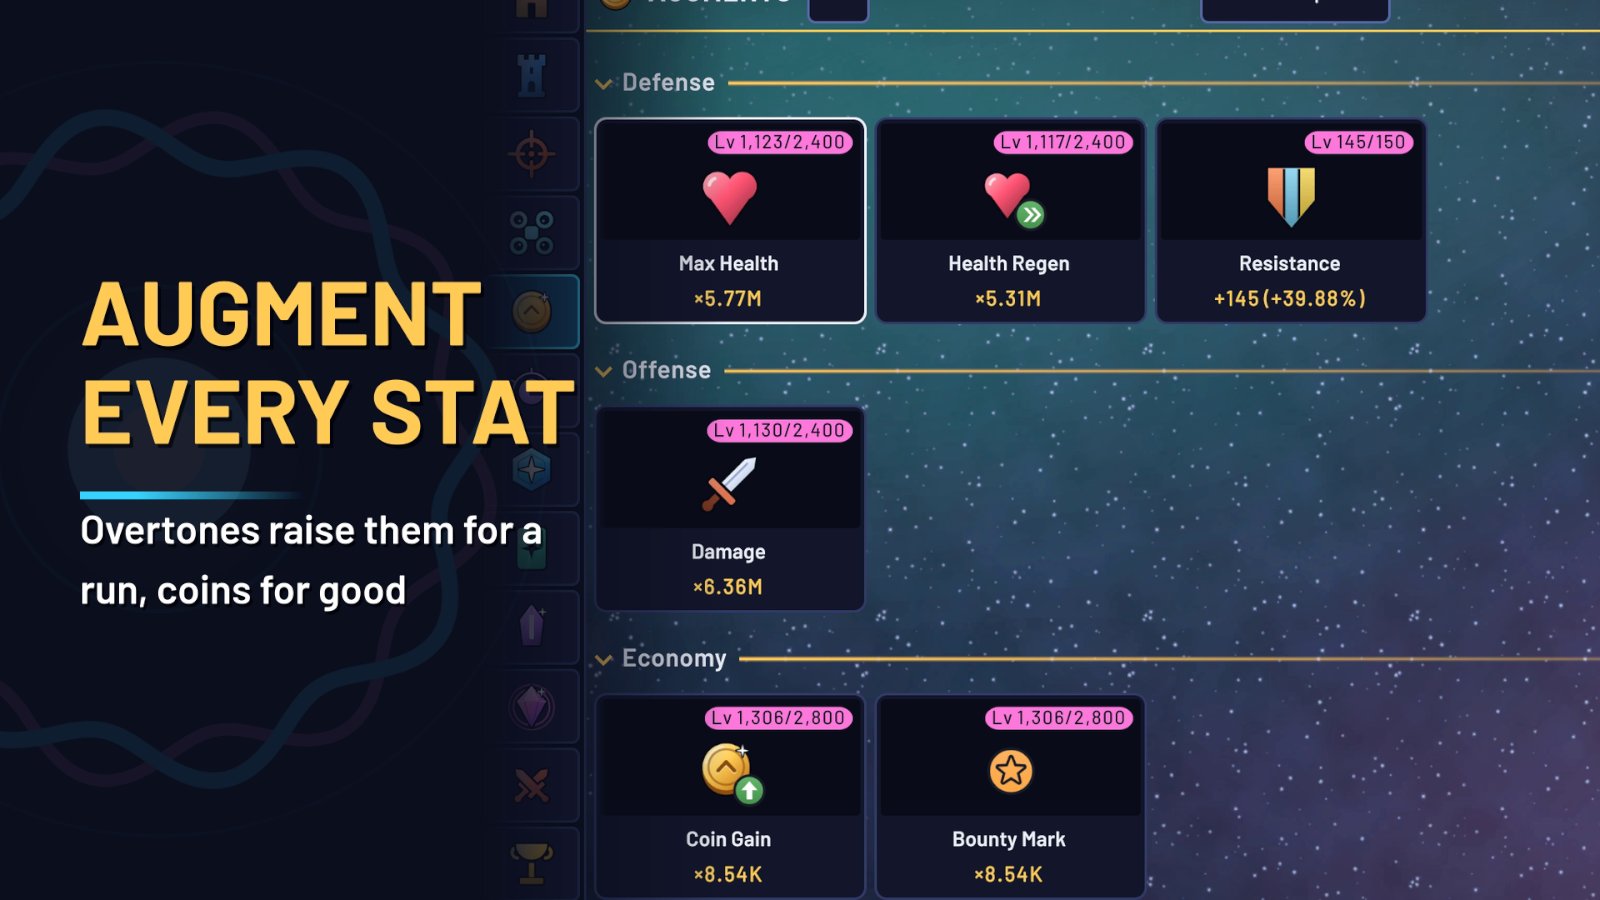 AUGMENT
EVERY STAT
Overtones raise them for a
run, coins for good
Defense
Lv 1,123/2,400
Max Health
×5.77M
Lv 1,117/2,400
Health Regen
×5.31M
Lv 145/150
Resistance
+145 (+39.88%)
Offense
Lv 1,130/2,400
Damage
×6.36M
Economy
Lv 1,306/2,800
Coin Gain
×8.54K
Lv 1,306/2,800
Bounty Mark
×8.54K